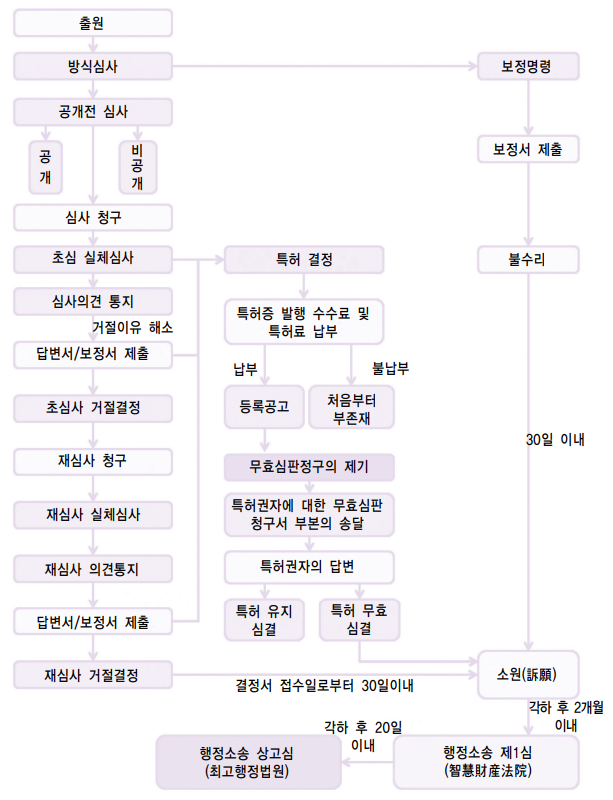 출원
방식심사
보정명령
공개전 심사
공
개
비
공
개
보정서 제출
심사 청구
초심 실체심사
특허 결정
불수리
심사의견 통지
거절이유 해소
답변서/보정서 제출
특허증 발행 수수료 및
특허료 납부
납부
불납부
초심사 거절결정
등록공고
처음부터
부존재
30일 이내
재심사 청구
무효심판정구의 제기
재심사 실체심사
특허권자에 대한 무효심판
청구서 부본의 송달
재심사 의견통지
특허권자의 답변
답변서/보정서 제출
특허 유지
심결
특허 무효
심결
재심사 거절결정
결정서 접수일로부터 30일이내
소원(訴願)
각하 후 2개월
이내
각하 후 20일
이내
행정소송 상고심
(최고행정법원)
행정소송 제1심
(智慧財産法院)